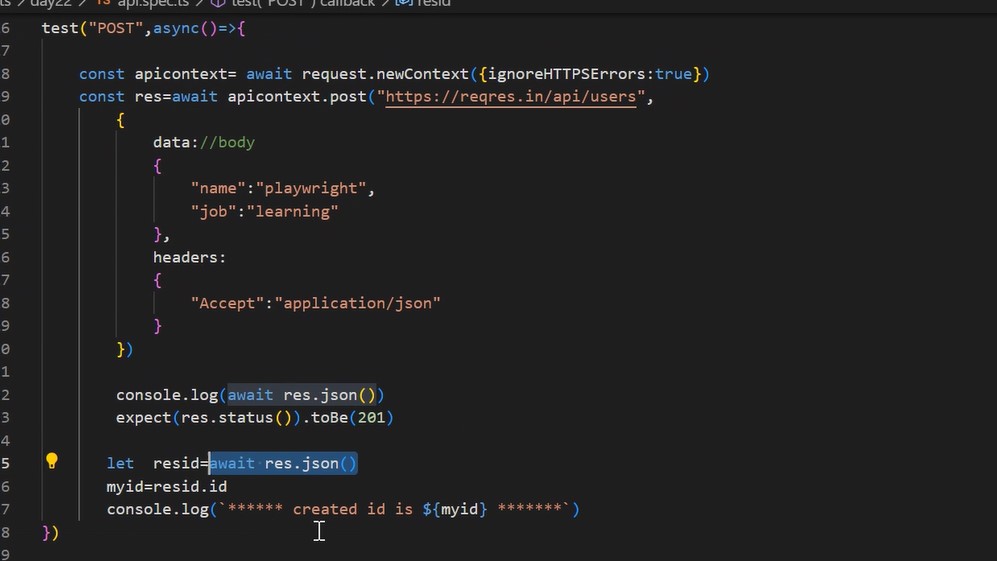 ts > day22 > TS api.spec.ts > test("POST") callback > resid
6 test("POST",async()=>{
7
8 const apicontext= await request.newContext({ignoreHTTPSErrors:true})
9 const res=await apicontext.post("https://reqres.in/api/users",
0 {
1 data://body
2 {
3 "name":"playwright",
4 "job":"learning"
5 },
6 headers:
7 {
8 "Accept":"application/json"
9 }
0 })
1
2 console.log(await res.json())
3 expect(res.status()).toBe(201)
4
5 let resid=await res.json()
6 myid=resid.id
7 console.log(`****** created id is ${myid} *******`)
8 })
9